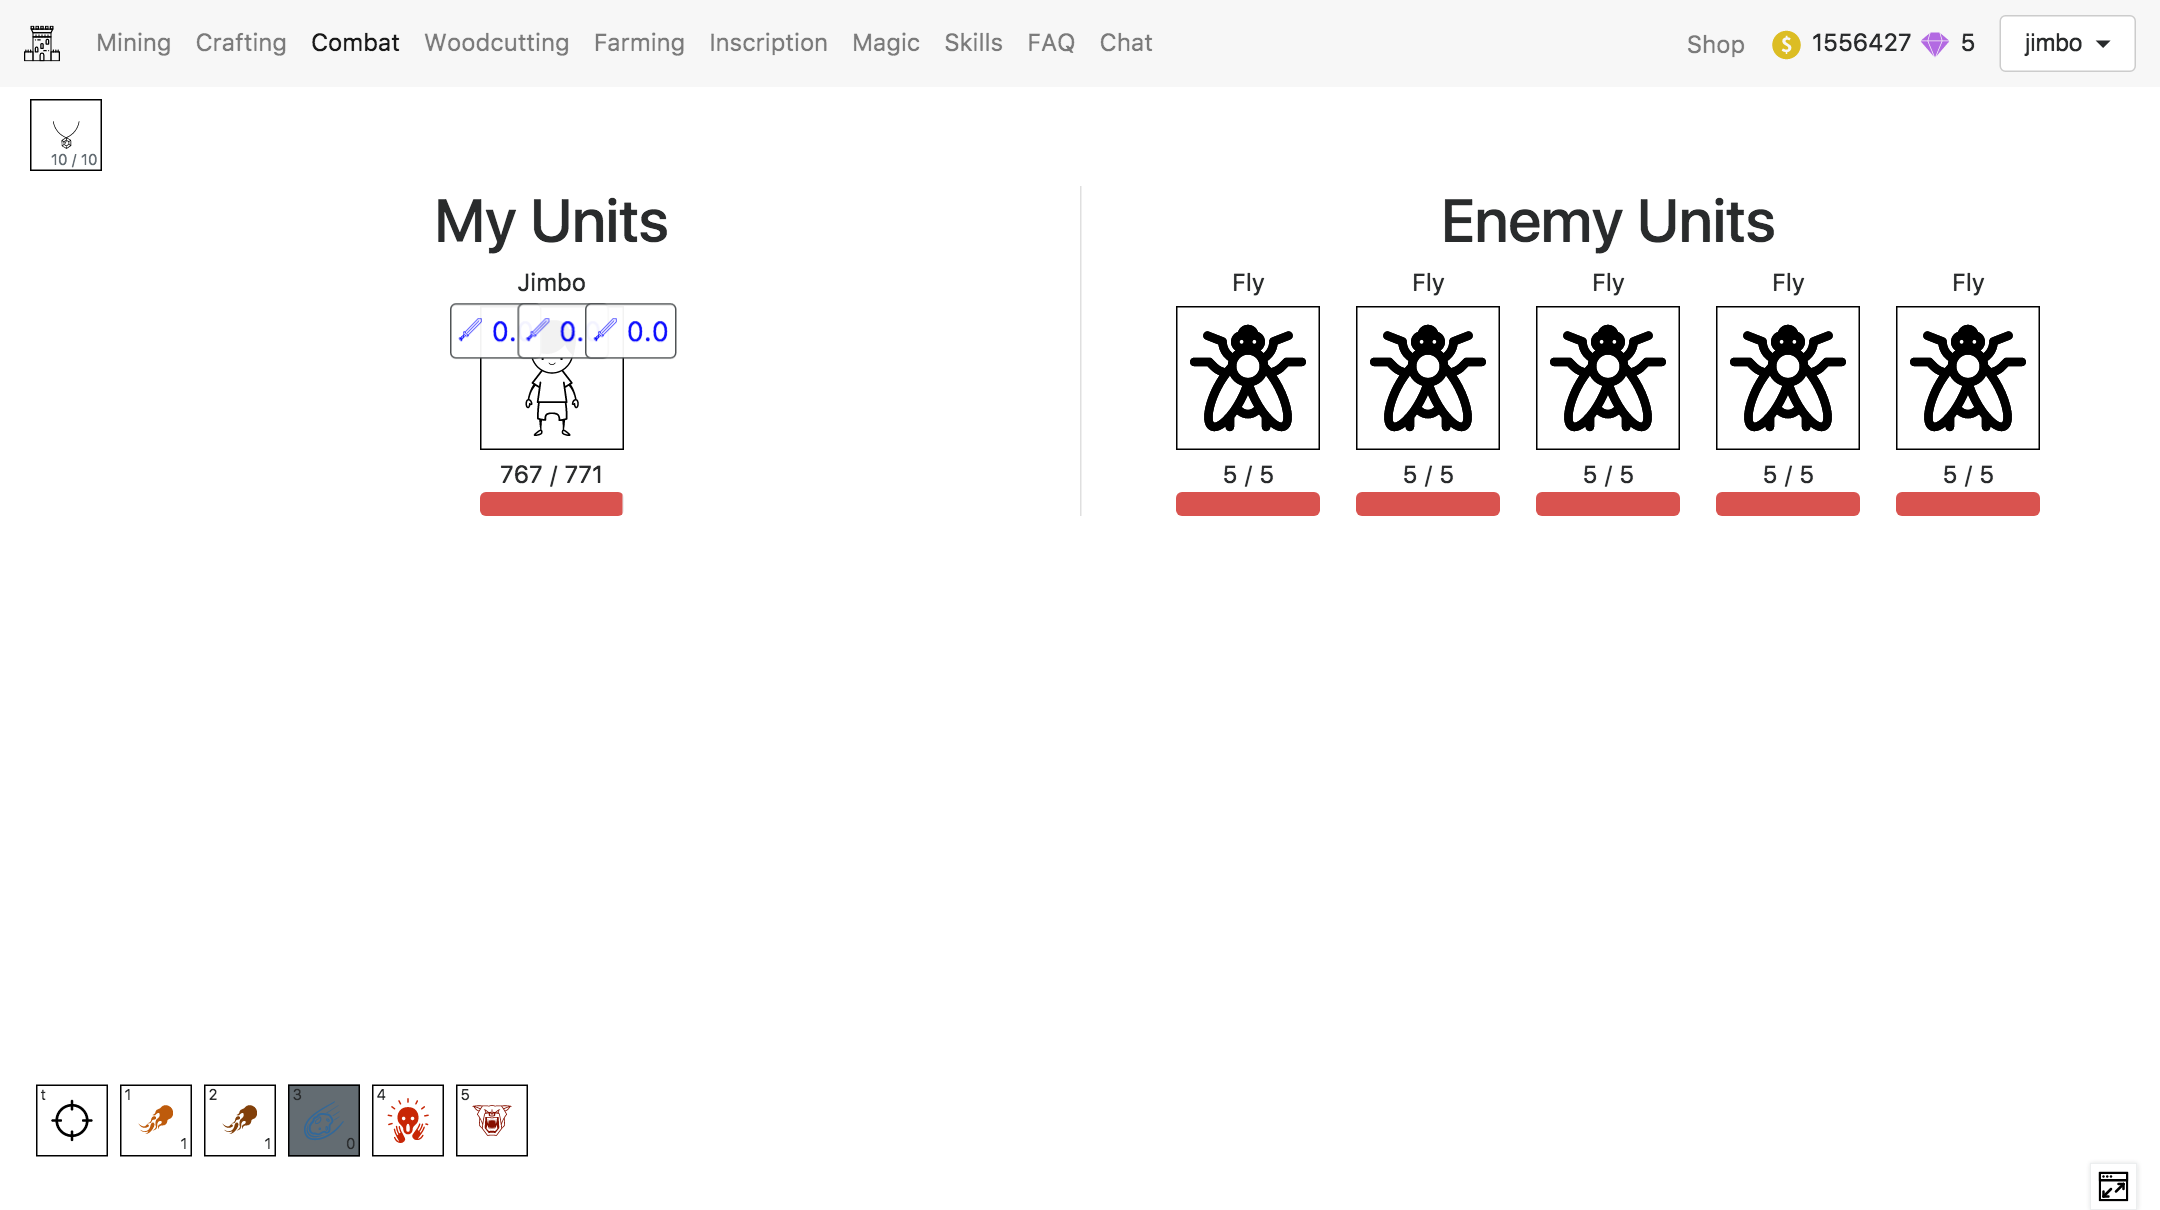 Mining Crafting Combat Woodcutting Farming Inscription Magic Skills FAQ Chat Shop $ 1556427 5 jimbo
10 / 10
My Units
Jimbo
0. 0. 0.0
767 / 771
Enemy Units
Fly Fly Fly Fly Fly
5 / 5 5 / 5 5 / 5 5 / 5 5 / 5
t 1 2 3 4 5
1 1 0